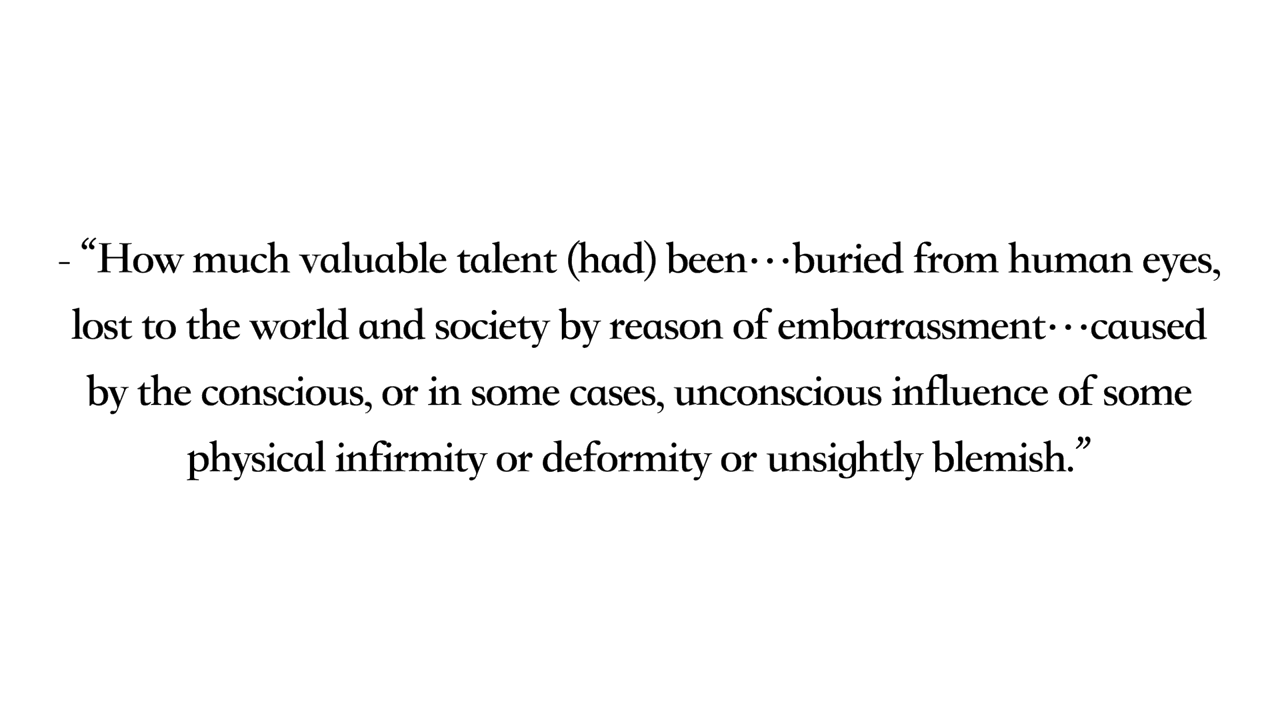 - “How much valuable talent (had) been⋯buried from human eyes,
lost to the world and society by reason of embarrassment⋯caused
by the conscious, or in some cases, unconscious influence of some
physical infirmity or deformity or unsightly blemish.”